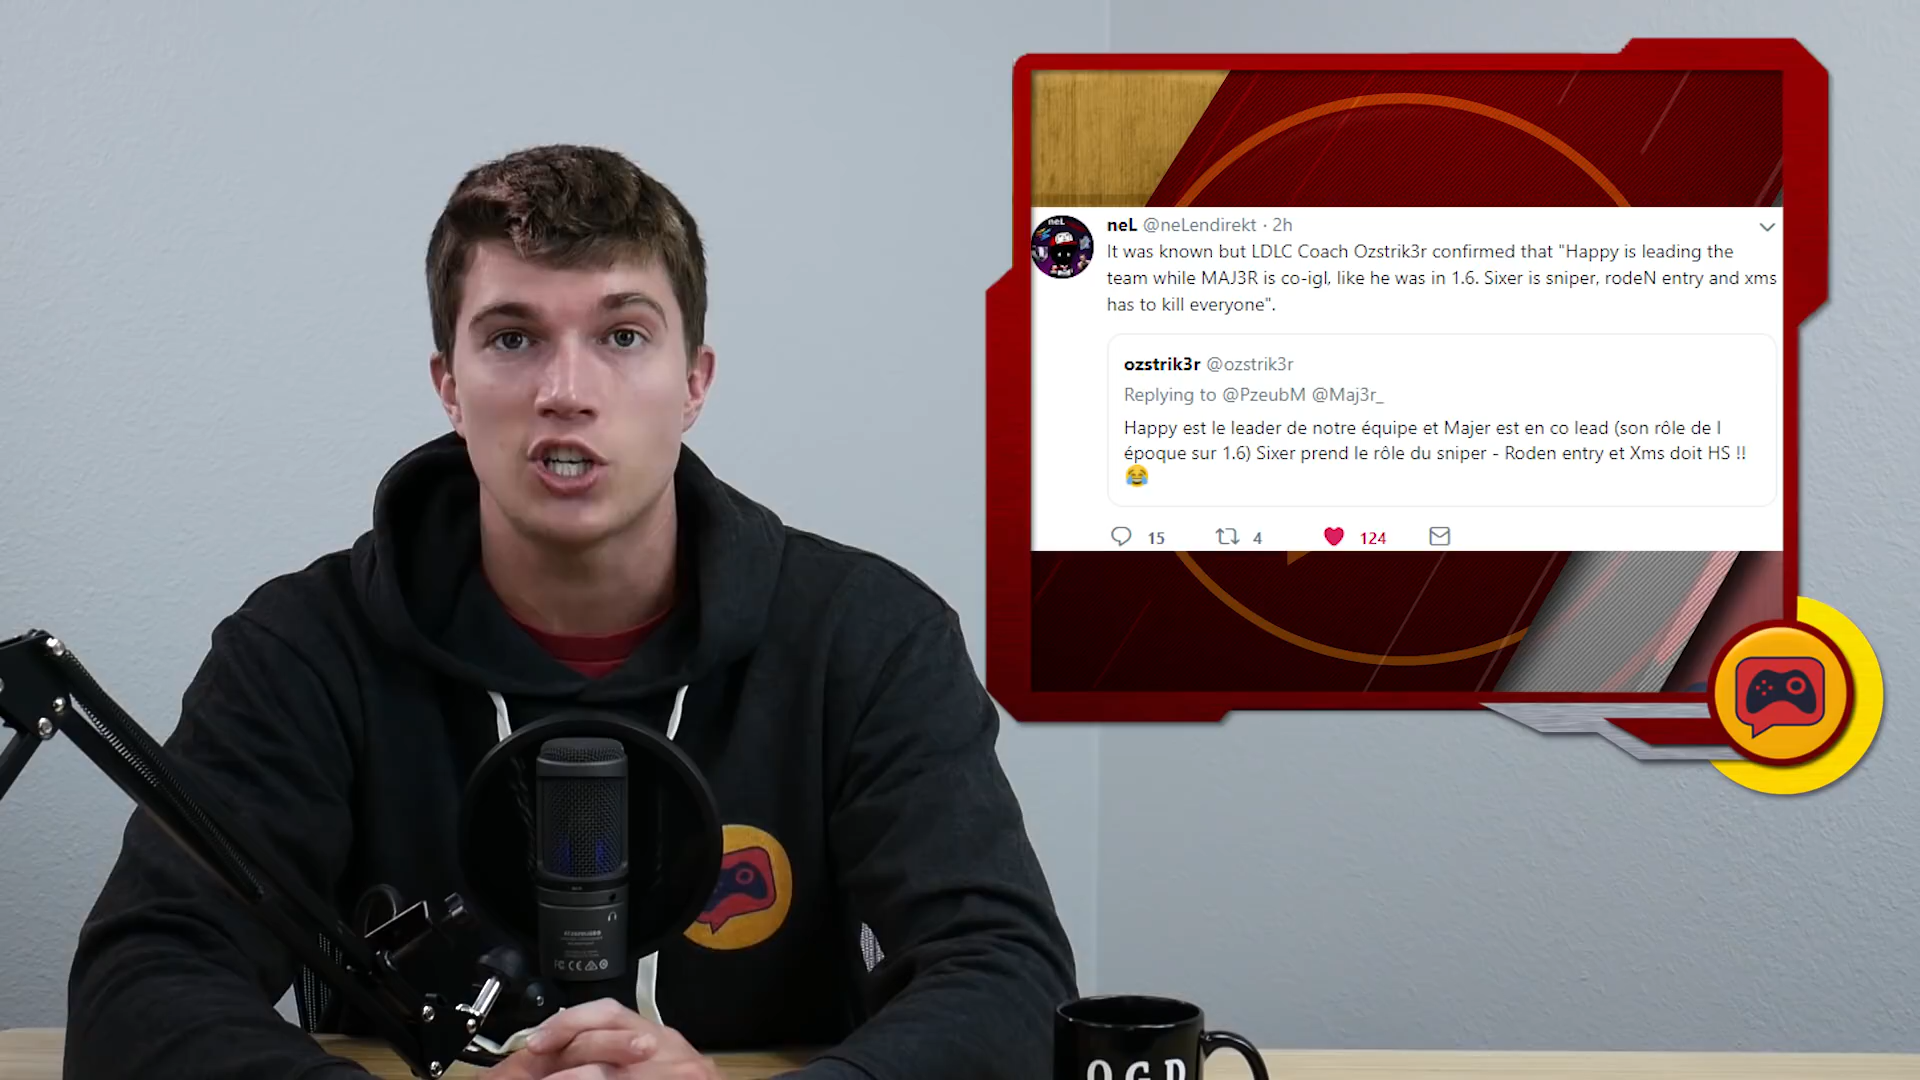 neL @neLendirekt · 2h
It was known but LDLC Coach Ozstrik3r confirmed that "Happy is leading the
team while MAJ3R is co-igl, like he was in 1.6. Sixer is sniper, rodeN entry and xms
has to kill everyone".
ozstrik3r @ozstrik3r
Replying to @PzeubM @Maj3r_
Happy est le leader de notre équipe et Majer est en co lead (son rôle de l
époque sur 1.6) Sixer prend le rôle du sniper - Roden entry et Xms doit HS !!
😂
15 4 124
OGD